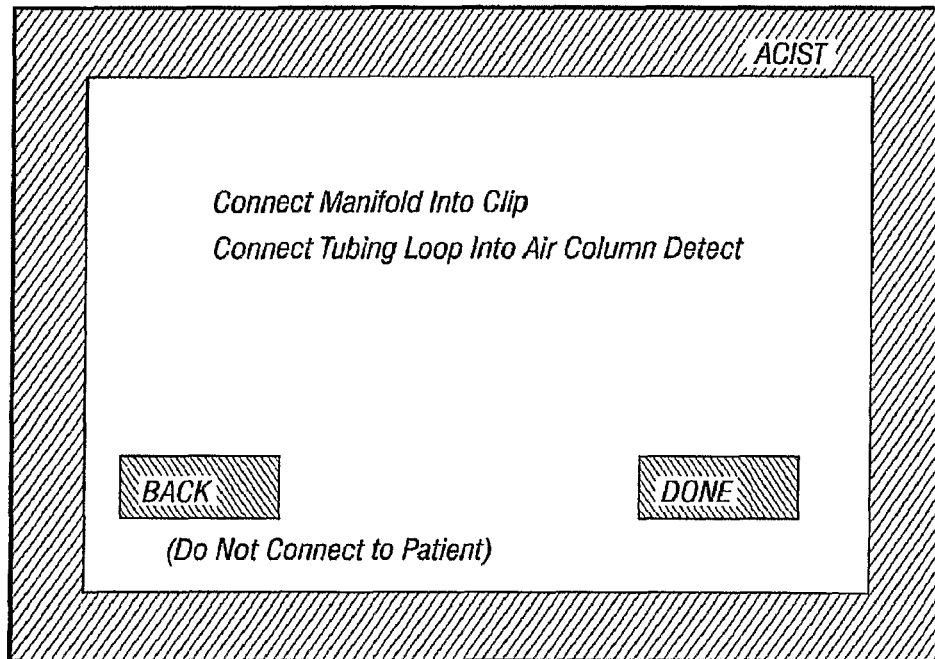 ACIST
Connect Manifold Into Clip
Connect Tubing Loop Into Air Column Detect
BACK
DONE
(Do Not Connect to Patient)